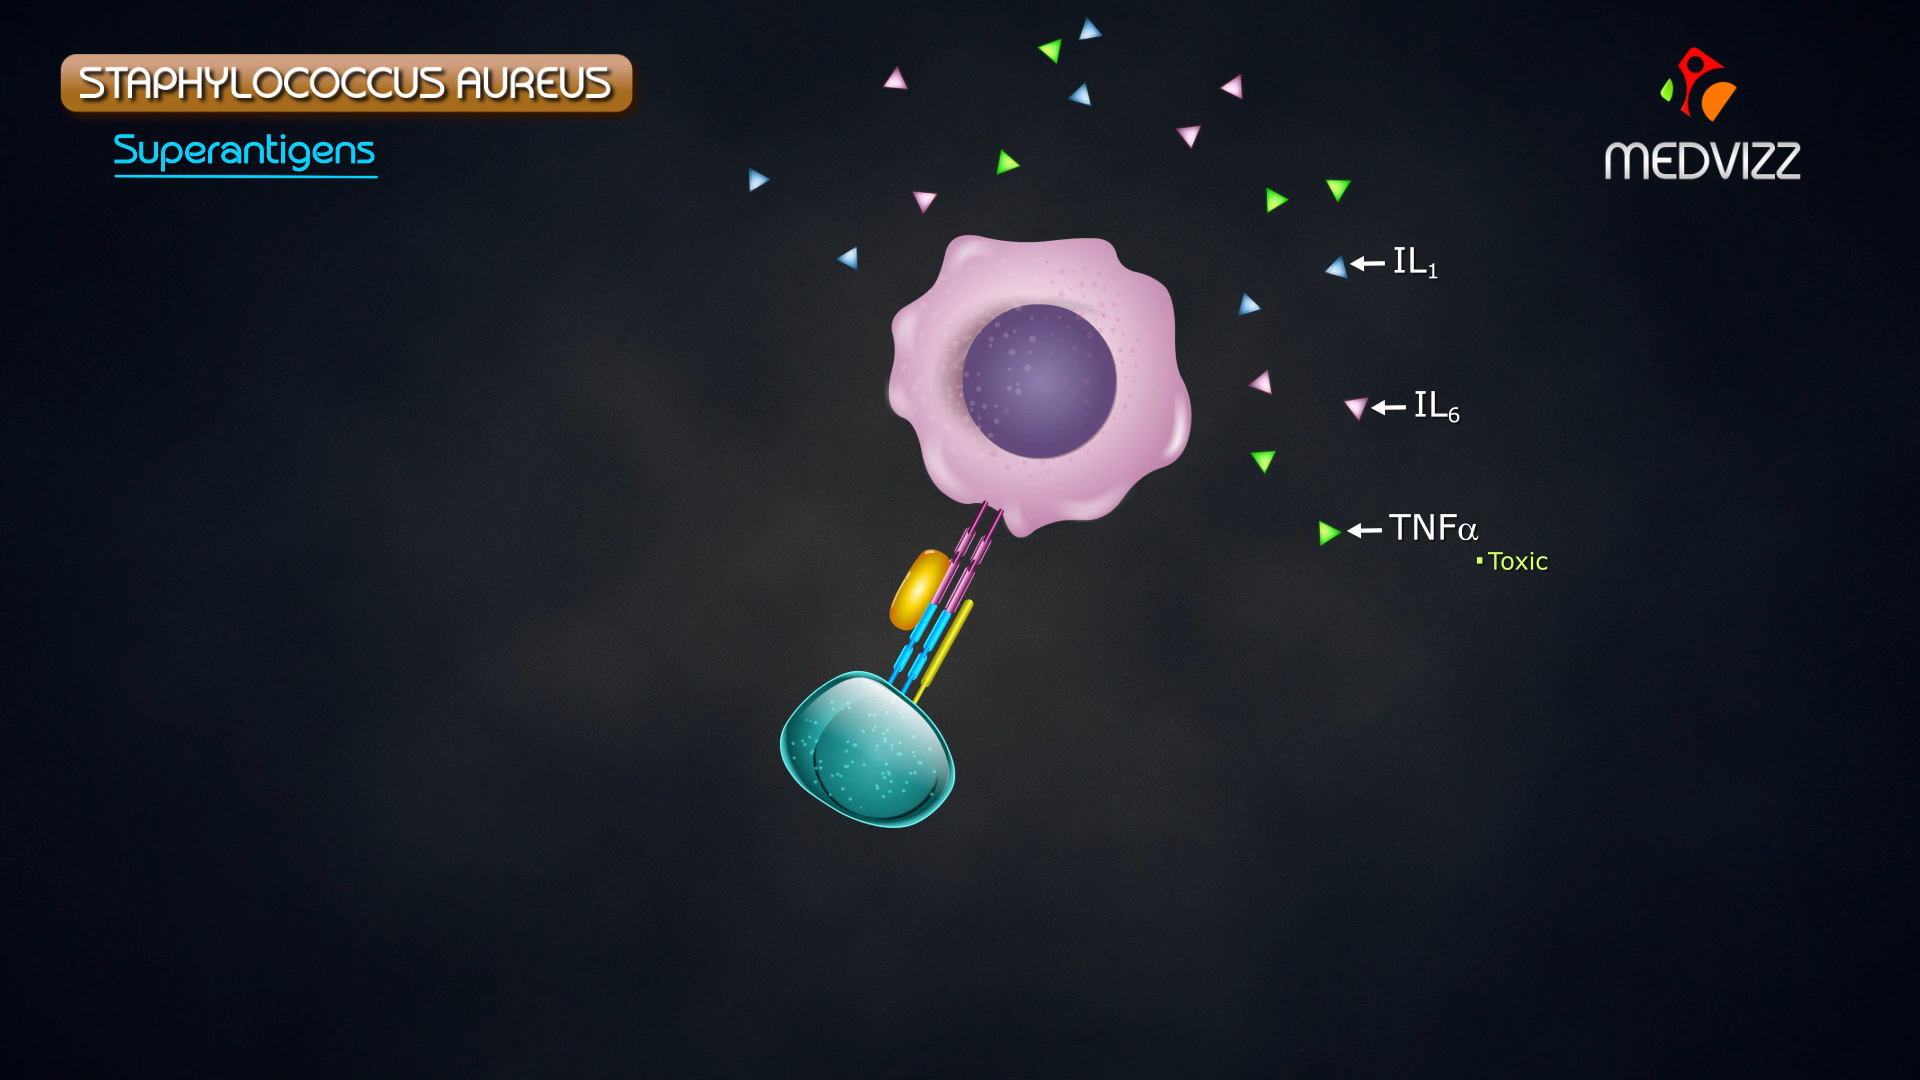 STAPHYLOCOCCUS AUREUS
Superantigens
MEDVIZZ
IL₁
IL₆
TNFα
▪Toxic